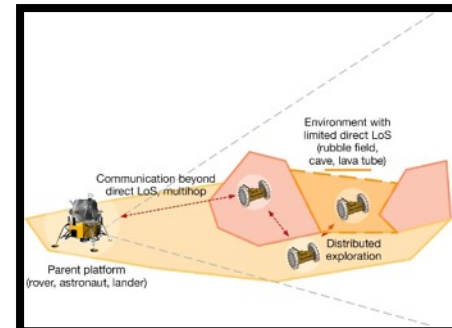 Environment with
limited direct LoS
(rubble field,
cave, lava tube)
Communication beyond
direct LoS, multihop
Distributed
exploration
Parent platform
(rover, astronaut, lander)